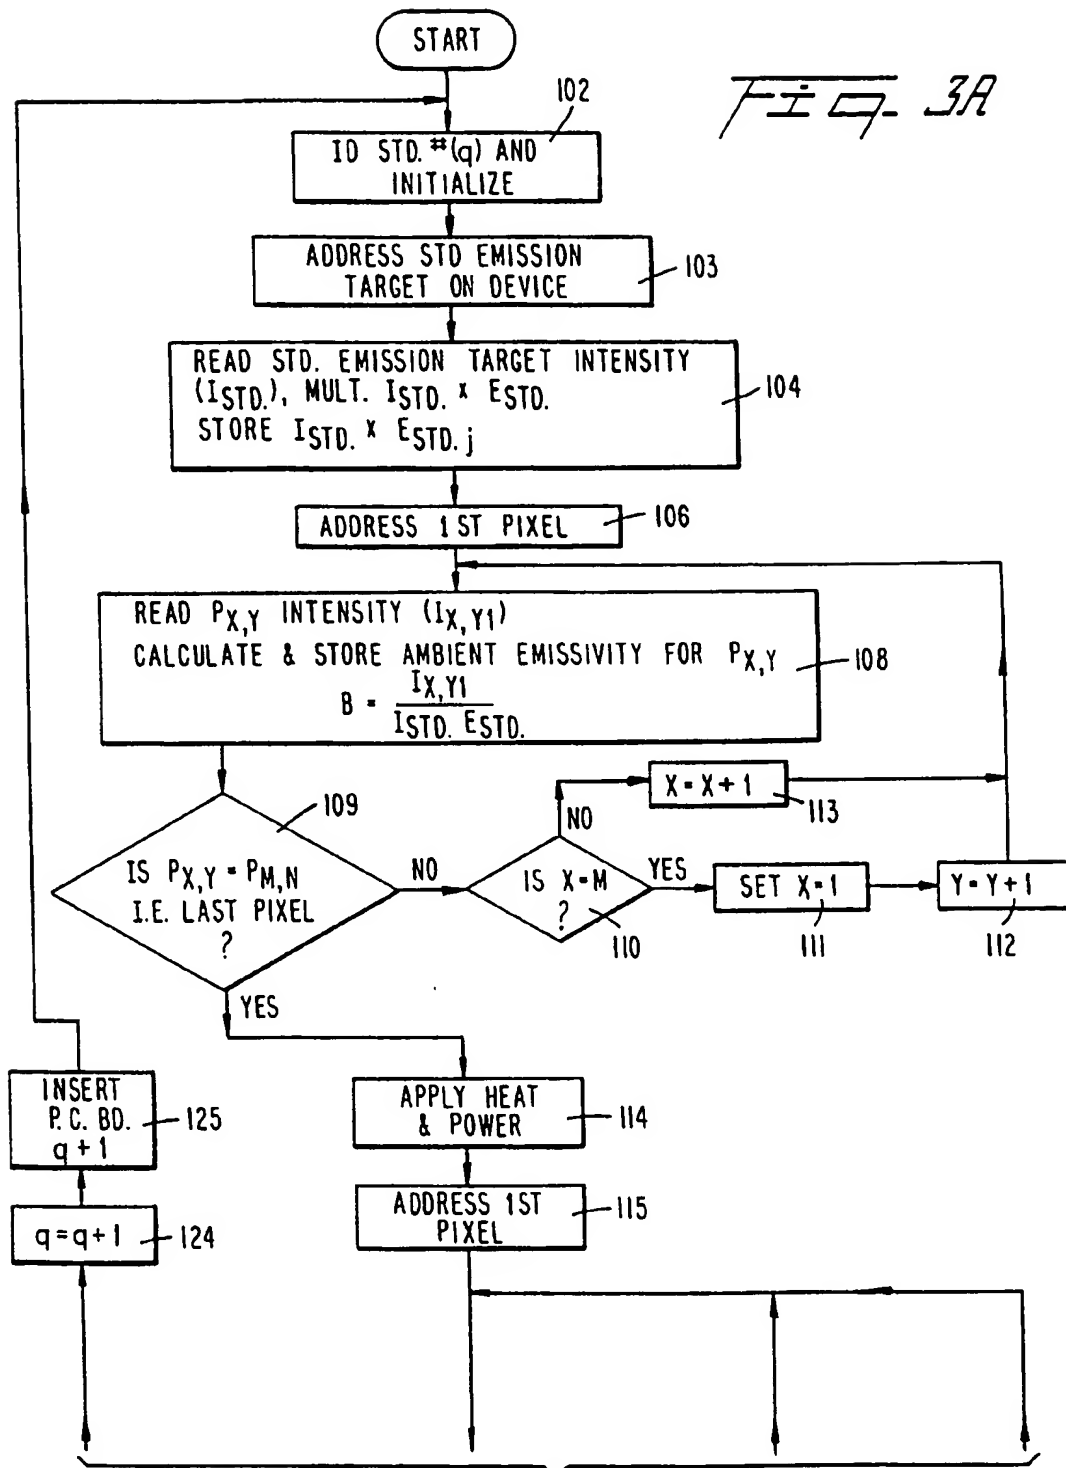 START
Fig. 3A
102
ID STD. #(q) AND
INITIALIZE
ADDRESS STD EMISSION
TARGET ON DEVICE
103
READ STD. EMISSION TARGET INTENSITY
(ISTD.), MULT. ISTD. x ESTD.
STORE ISTD. x ESTD.j
104
ADDRESS 1ST PIXEL
106
READ PX,Y INTENSITY (IX,Y1)
CALCULATE & STORE AMBIENT EMISSIVITY FOR PX,Y
B = IX,Y1
ISTD. ESTD.
108
109
IS PX,Y = PM,N
I.E. LAST PIXEL
?
NO
YES
IS X=M
?
110
NO
YES
X=X+1
113
SET X=1
111
Y=Y+1
112
APPLY HEAT
& POWER
114
ADDRESS 1ST
PIXEL
115
INSERT
P.C. BD.
q+1
125
q=q+1
124